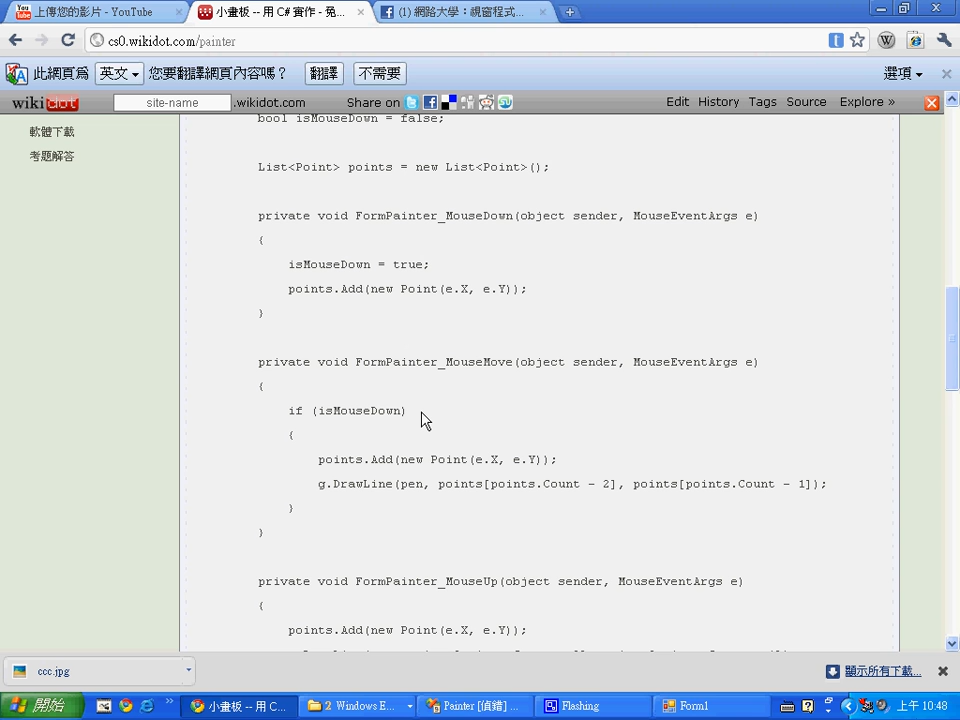 上傳您的影片 - YouTube
小畫板 -- 用 C# 實作 - 免...
(1) 網路大學：視窗程式...
cs0.wikidot.com/painter
此網頁為 英文 您要翻譯網頁內容嗎？ 翻譯 不需要 選項
wikidot site-name .wikidot.com Share on Edit History Tags Source Explore »
軟體下載
考題解答
bool isMouseDown = false;
List<Point> points = new List<Point>();
private void FormPainter_MouseDown(object sender, MouseEventArgs e)
{
isMouseDown = true;
points.Add(new Point(e.X, e.Y));
}
private void FormPainter_MouseMove(object sender, MouseEventArgs e)
{
if (isMouseDown)
{
points.Add(new Point(e.X, e.Y));
g.DrawLine(pen, points[points.Count - 2], points[points.Count - 1]);
}
}
private void FormPainter_MouseUp(object sender, MouseEventArgs e)
{
points.Add(new Point(e.X, e.Y));
ccc.jpg
顯示所有下載...
開始 小畫板 -- 用 C... 2 Windows E... Painter [偵錯] ... Flashing Form1 上午 10:48